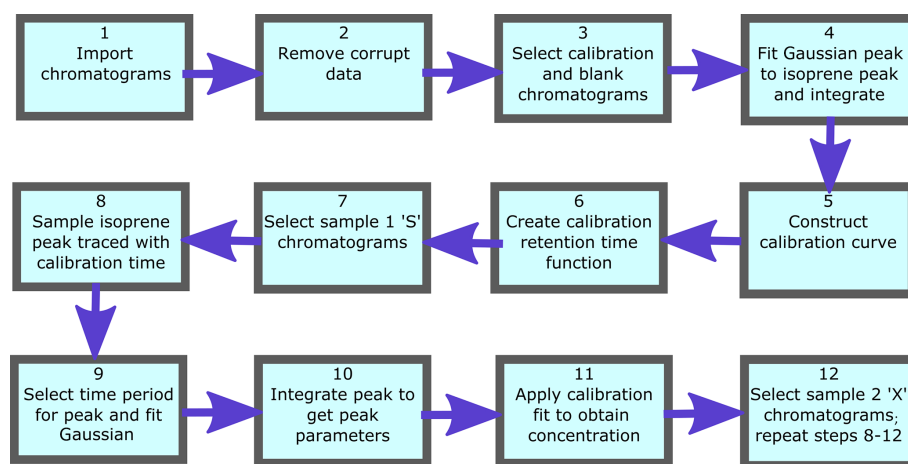 1
Import
chromatograms
2
Remove corrupt
data
3
Select calibration
and blank
chromatograms
4
Fit Gaussian peak
to isoprene peak
and integrate
5
Construct
calibration curve
6
Create calibration
retention time
function
7
Select sample 1 'S'
chromatograms
8
Sample isoprene
peak traced with
calibration time
9
Select time period
for peak and fit
Gaussian
10
Integrate peak to
get peak
parameters
11
Apply calibration
fit to obtain
concentration
12
Select sample 2 'X'
chromatograms;
repeat steps 8-12